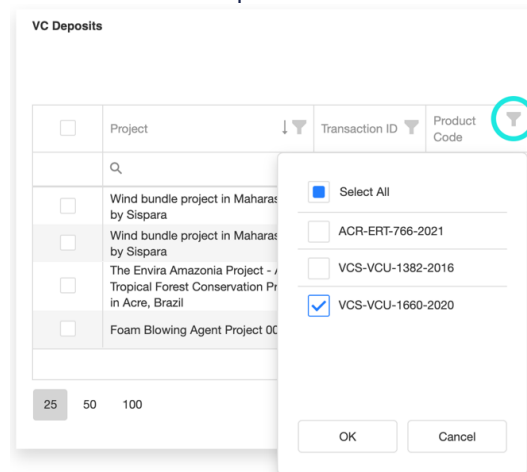 VC Deposits
Project
Transaction ID
Product
Code
Select All
Wind bundle project in Maharas
by Sispara
ACR-ERT-766-2021
Wind bundle project in Maharas
by Sispara
VCS-VCU-1382-2016
The Envira Amazonia Project - A
Tropical Forest Conservation Pr
in Acre, Brazil
VCS-VCU-1660-2020
Foam Blowing Agent Project 00
25 50 100
OK Cancel